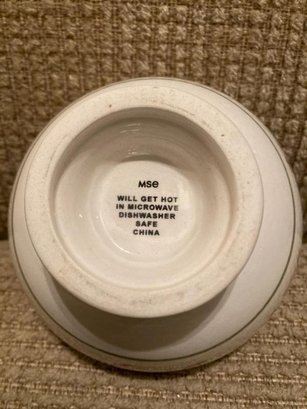 MSe
WILL GET HOT
IN MICROWAVE
DISHWASHER
SAFE
CHINA